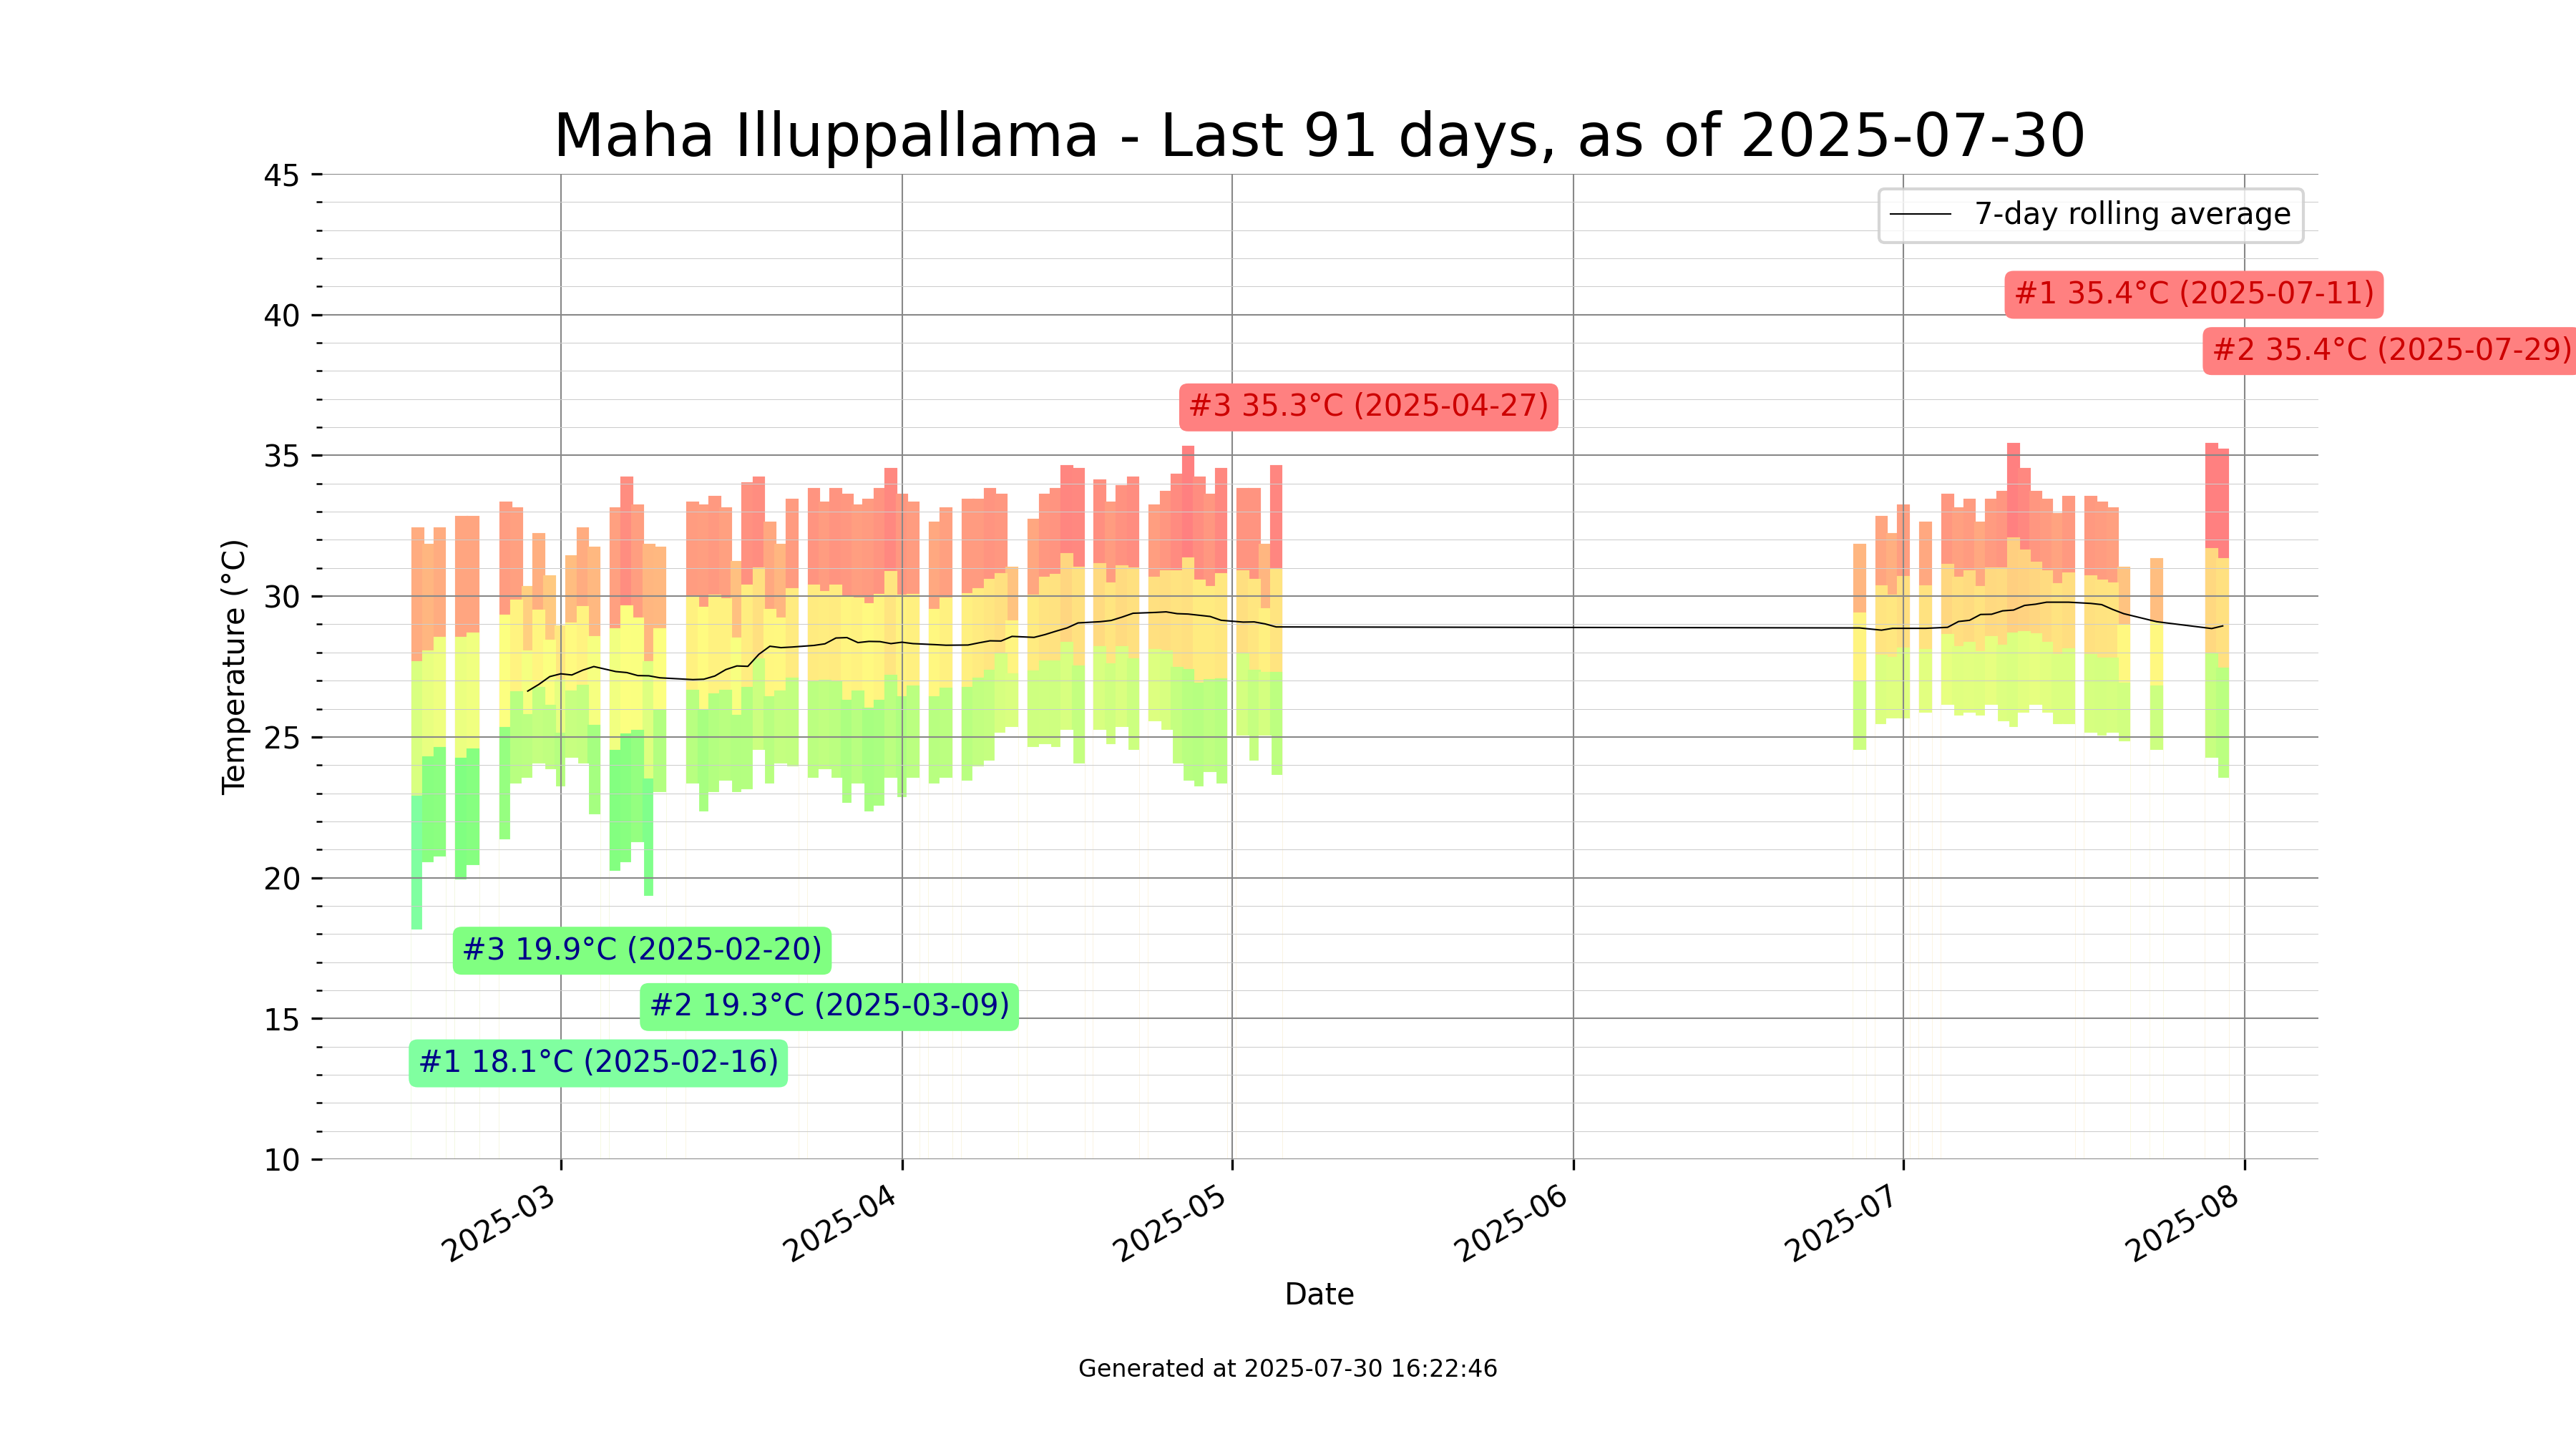 Maha Illuppallama - Last 91 days, as of 2025-07-30
45
7-day rolling average
#1 35.4°C (2025-07-11)
40
#2 35.4°C (2025-07-29)
#3 35.3°C (2025-04-27)
35
30
Temperature (°C)
25
20
#3 19.9°C (2025-02-20)
#2 19.3°C (2025-03-09)
15
#1 18.1°C (2025-02-16)
10
2025-03
2025-04
2025-05
2025-06
2025-07
2025-08
Date
Generated at 2025-07-30 16:22:46